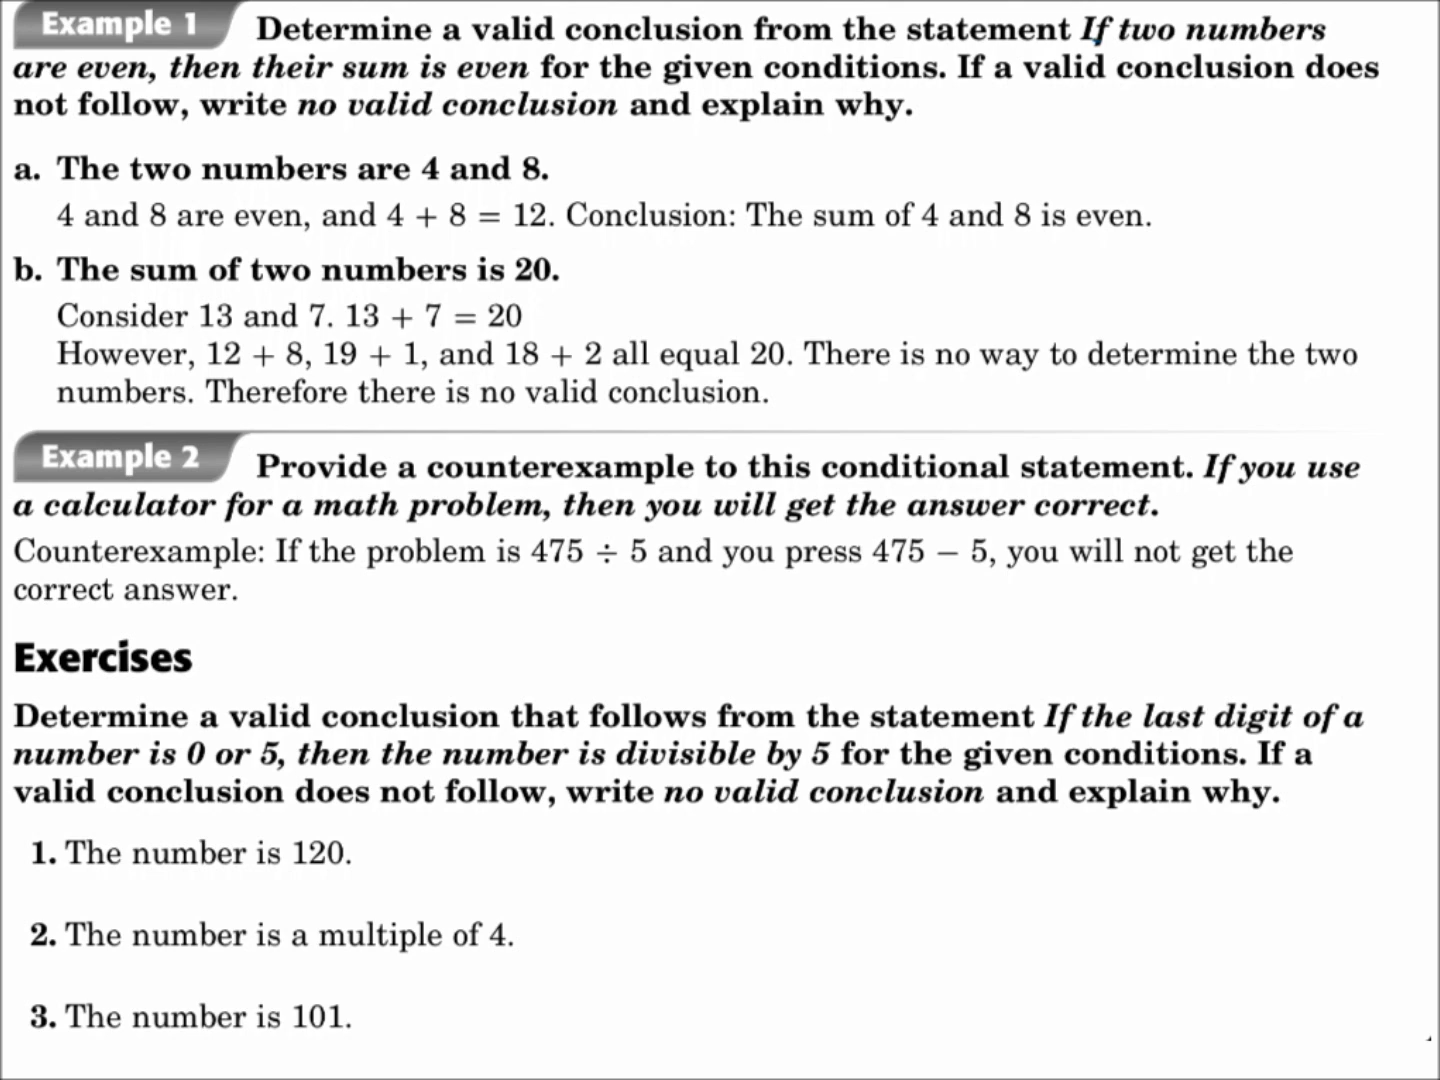 Example 1 Determine a valid conclusion from the statement If two numbers
are even, then their sum is even for the given conditions. If a valid conclusion does
not follow, write no valid conclusion and explain why.
a. The two numbers are 4 and 8.
4 and 8 are even, and 4 + 8 = 12. Conclusion: The sum of 4 and 8 is even.
b. The sum of two numbers is 20.
Consider 13 and 7. 13 + 7 = 20
However, 12 + 8, 19 + 1, and 18 + 2 all equal 20. There is no way to determine the two
numbers. Therefore there is no valid conclusion.
Example 2 Provide a counterexample to this conditional statement. If you use
a calculator for a math problem, then you will get the answer correct.
Counterexample: If the problem is 475 ÷ 5 and you press 475 − 5, you will not get the
correct answer.
Exercises
Determine a valid conclusion that follows from the statement If the last digit of a
number is 0 or 5, then the number is divisible by 5 for the given conditions. If a
valid conclusion does not follow, write no valid conclusion and explain why.
1. The number is 120.
2. The number is a multiple of 4.
3. The number is 101.